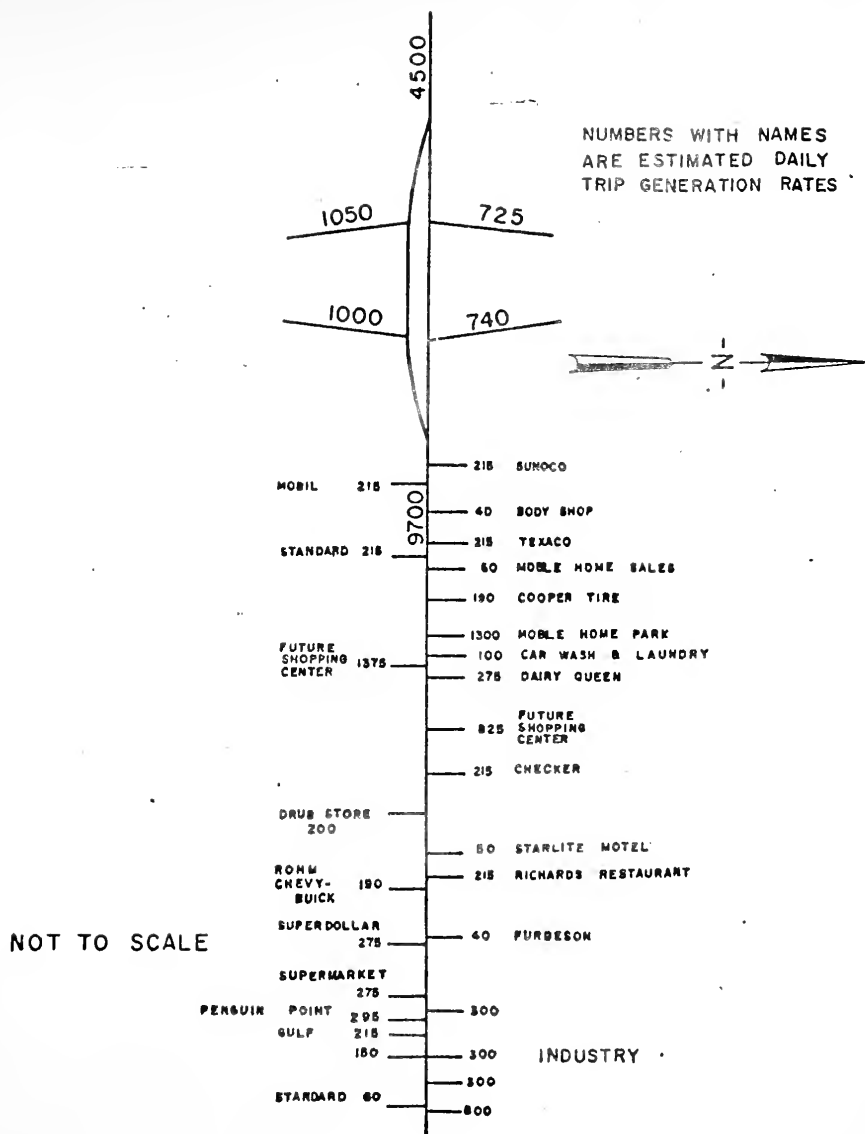 4500
NUMBERS WITH NAMES
ARE ESTIMATED DAILY
TRIP GENERATION RATES
1050
725
1000
740
N
215 SUNOCO
MOBIL 215
9700
40 BODY SHOP
215 TEXACO
STANDARD 215
60 MOBLE HOME SALES
190 COOPER TIRE
1300 MOBLE HOME PARK
100 CAR WASH & LAUNDRY
FUTURE
SHOPPING 1375
CENTER
275 DAIRY QUEEN
FUTURE
825 SHOPPING
CENTER
215 CHECKER
DRUB STORE
200
50 STARLITE MOTEL
215 RICHARDS RESTAURANT
ROHM
CHEVY- 190
BUICK
SUPERDOLLAR
275
40 FURBESON
NOT TO SCALE
SUPERMARKET
275
PENGUIN POINT 295
300
GULF 215
150
300 INDUSTRY
300
STANDARD 60